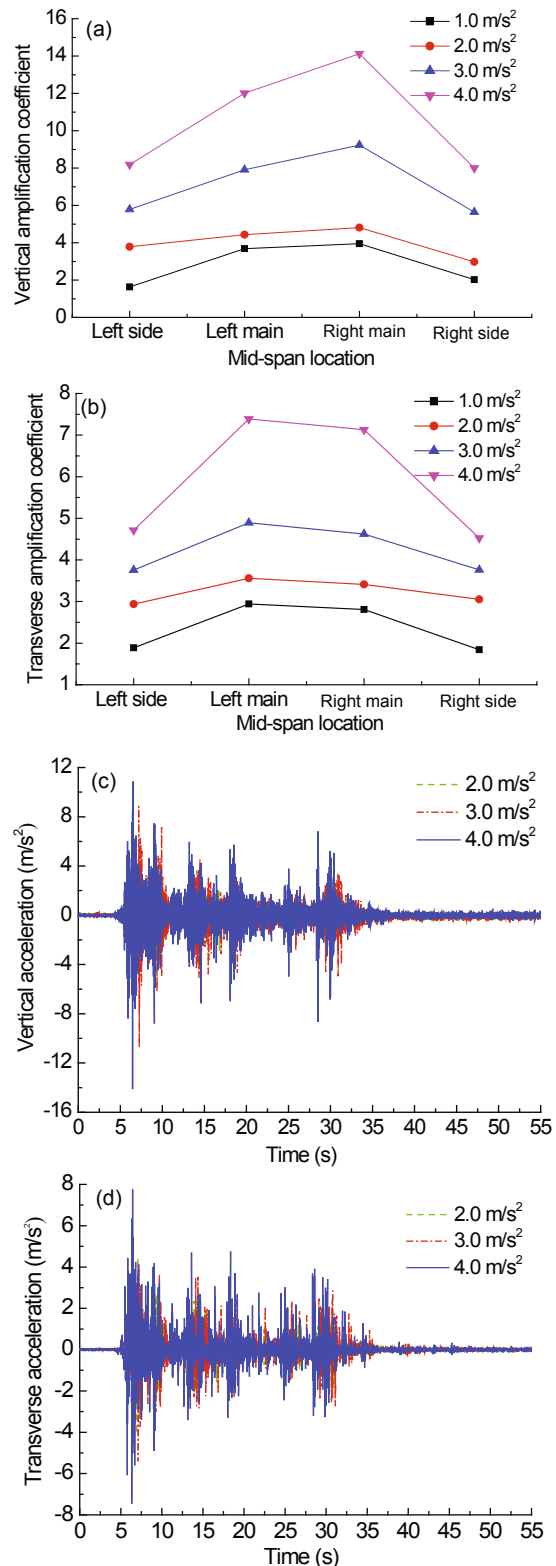 (a)
1.0 m/s²
2.0 m/s²
3.0 m/s²
4.0 m/s²
Vertical amplification coefficient
16
14
12
10
8
6
4
2
0
Left side Left main Right main Right side
Mid-span location
(b)
1.0 m/s²
2.0 m/s²
3.0 m/s²
4.0 m/s²
Transverse amplification coefficient
8
7
6
5
4
3
2
1
Left side Left main Right main Right side
Mid-span location
(c)
2.0 m/s²
3.0 m/s²
4.0 m/s²
Vertical acceleration (m/s²)
12
8
4
0
-4
-8
-12
-16
0 5 10 15 20 25 30 35 40 45 50 55
Time (s)
(d)
2.0 m/s²
3.0 m/s²
4.0 m/s²
Transverse acceleration (m/s²)
8
6
4
2
0
-2
-4
-6
-8
0 5 10 15 20 25 30 35 40 45 50 55
Time (s)